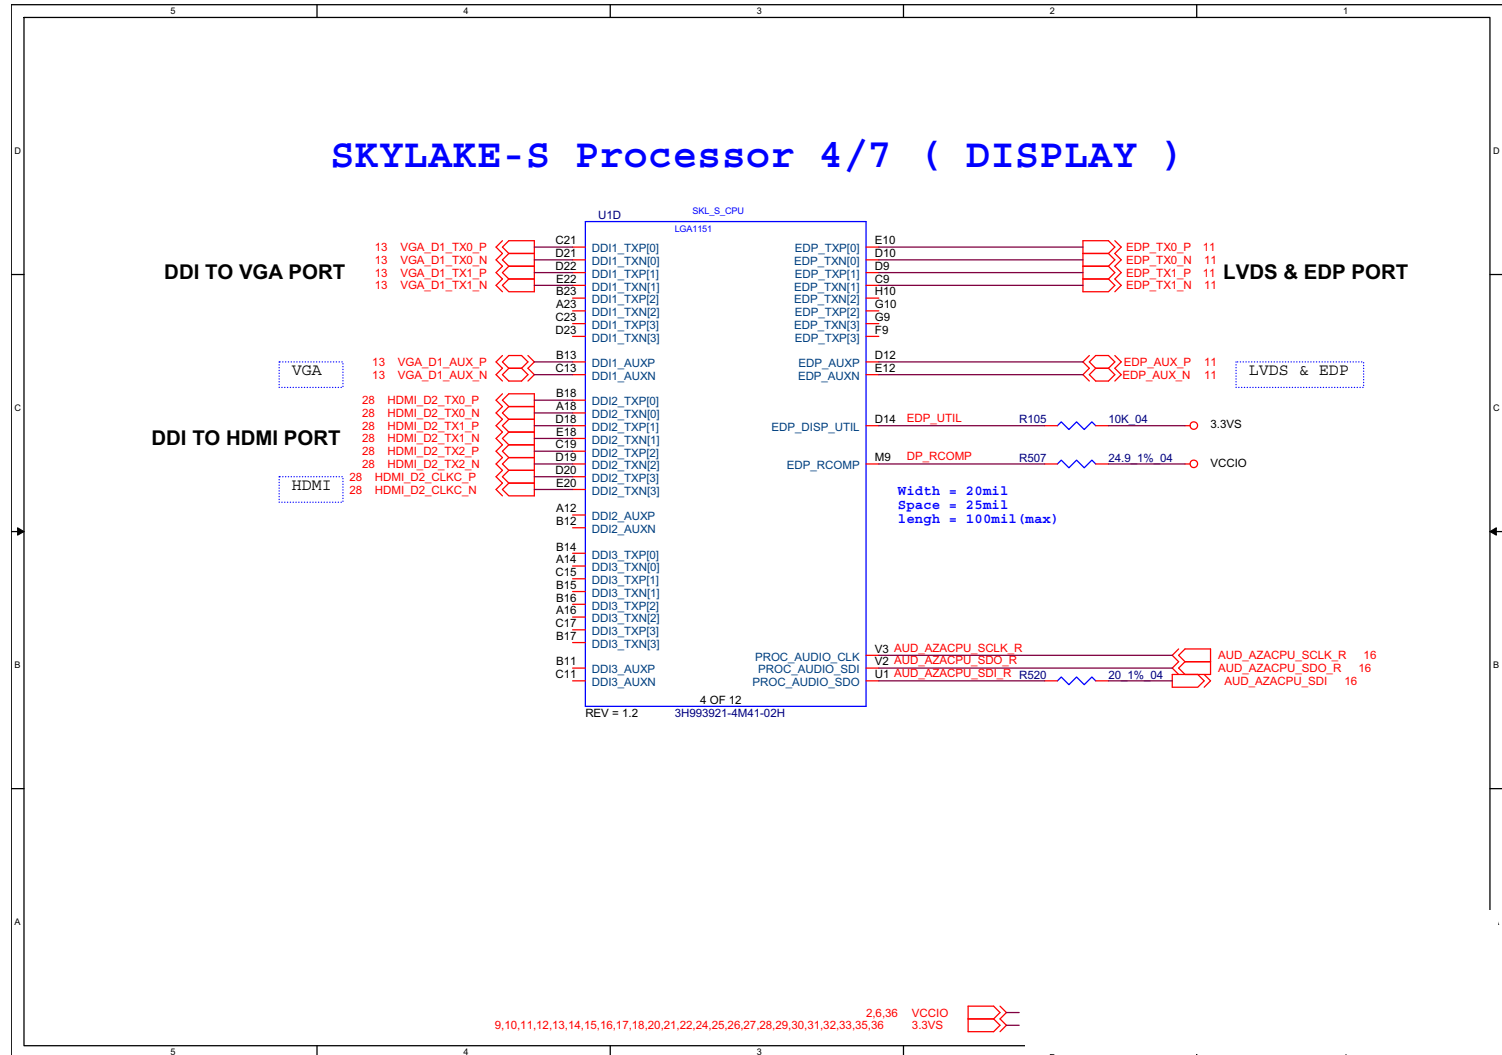 5 4 3 2 1
D D
SKYLAKE-S Processor 4/7 ( DISPLAY )
U1D SKL_S_CPU
LGA1151
13 VGA_D1_TX0_P C21 DDI1_TXP[0] EDP_TXP[0] E10 EDP_TX0_P 11
13 VGA_D1_TX0_N D21 DDI1_TXN[0] EDP_TXN[0] D10 EDP_TX0_N 11
DDI TO VGA PORT 13 VGA_D1_TX1_P D22 DDI1_TXP[1] EDP_TXP[1] D9 EDP_TX1_P 11 LVDS & EDP PORT
13 VGA_D1_TX1_N E22 DDI1_TXN[1] EDP_TXN[1] C9 EDP_TX1_N 11
B23 DDI1_TXP[2] EDP_TXN[2] H10
A23 DDI1_TXN[2] EDP_TXP[2] G10
C23 DDI1_TXP[3] EDP_TXN[3] G9
D23 DDI1_TXN[3] EDP_TXP[3] F9
13 VGA_D1_AUX_P B13 DDI1_AUXP EDP_AUXP D12 EDP_AUX_P 11
VGA 13 VGA_D1_AUX_N C13 DDI1_AUXN EDP_AUXN E12 EDP_AUX_N 11 LVDS & EDP
28 HDMI_D2_TX0_P B18 DDI2_TXP[0]
C C
28 HDMI_D2_TX0_N A18 DDI2_TXN[0]
28 HDMI_D2_TX1_P D18 DDI2_TXP[1] EDP_DISP_UTIL D14 EDP_UTIL R105 10K_04 3.3VS
DDI TO HDMI PORT 28 HDMI_D2_TX1_N E18 DDI2_TXN[1]
28 HDMI_D2_TX2_P C19 DDI2_TXP[2]
28 HDMI_D2_TX2_N D19 DDI2_TXN[2] EDP_RCOMP M9 DP_RCOMP R507 24.9_1%_04 VCCIO
28 HDMI_D2_CLKC_P D20 DDI2_TXP[3]
HDMI 28 HDMI_D2_CLKC_N E20 DDI2_TXN[3]
Width = 20mil
Space = 25mil
lengh = 100mil(max)
A12 DDI2_AUXP
B12 DDI2_AUXN
B14 DDI3_TXP[0]
A14 DDI3_TXN[0]
C15 DDI3_TXP[1]
B15 DDI3_TXN[1]
B16 DDI3_TXP[2]
A16 DDI3_TXN[2]
C17 DDI3_TXP[3]
B17 DDI3_TXN[3]
PROC_AUDIO_CLK V3 AUD_AZACPU_SCLK_R AUD_AZACPU_SCLK_R 16
B B
B11 DDI3_AUXP PROC_AUDIO_SDI V2 AUD_AZACPU_SDO_R AUD_AZACPU_SDO_R 16
C11 DDI3_AUXN PROC_AUDIO_SDO U1 AUD_AZACPU_SDI_R R520 20_1%_04 AUD_AZACPU_SDI 16
4 OF 12
REV = 1.2 3H993921-4M41-02H
A
2,6,36 VCCIO
9,10,11,12,13,14,15,16,17,18,20,21,22,24,25,26,27,28,29,30,31,32,33,35,36 3.3VS
5 4 3